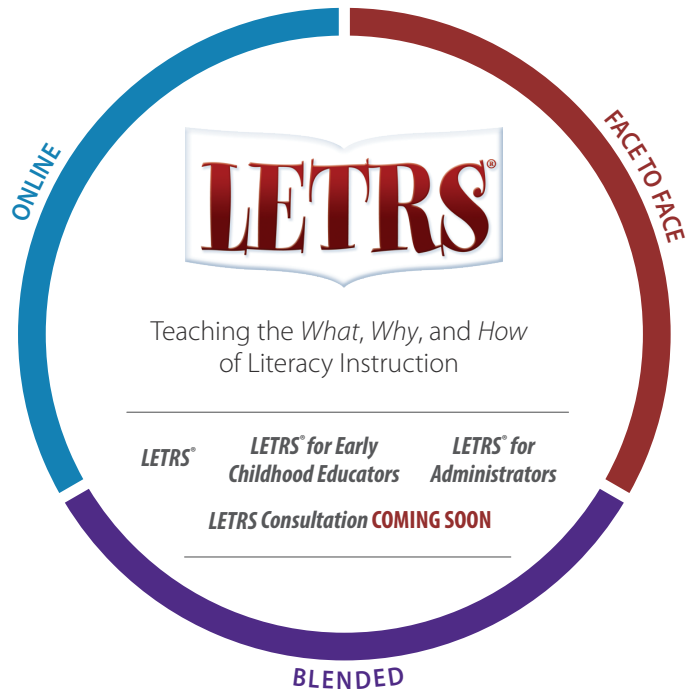 ONLINE
FACE TO FACE
LETRS®
Teaching the What, Why, and How
of Literacy Instruction
LETRS®
LETRS® for Early
Childhood Educators
LETRS® for
Administrators
LETRS Consultation COMING SOON
BLENDED